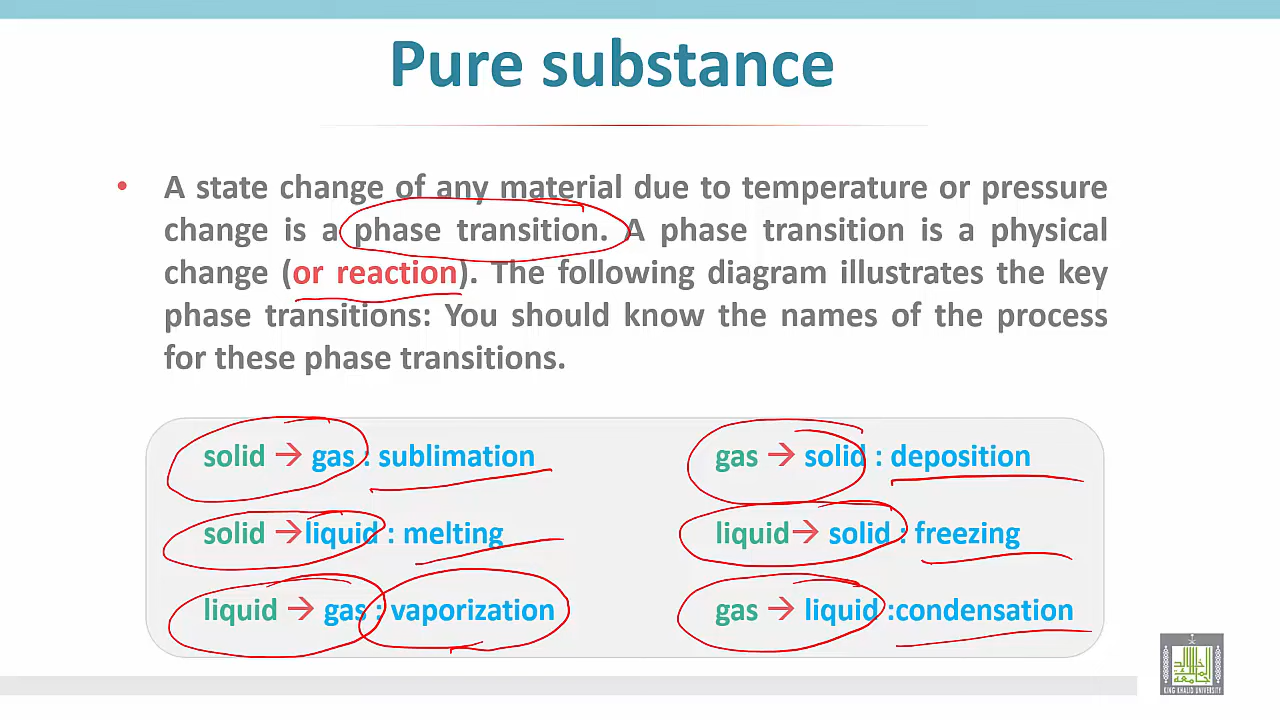 Pure substance
• A state change of any material due to temperature or pressure
change is a phase transition. A phase transition is a physical
change (or reaction). The following diagram illustrates the key
phase transitions: You should know the names of the process
for these phase transitions.
solid → gas : sublimation
gas → solid : deposition
solid →liquid : melting
liquid→ solid : freezing
liquid → gas : vaporization
gas → liquid :condensation
KING KHALID UNIVERSITY